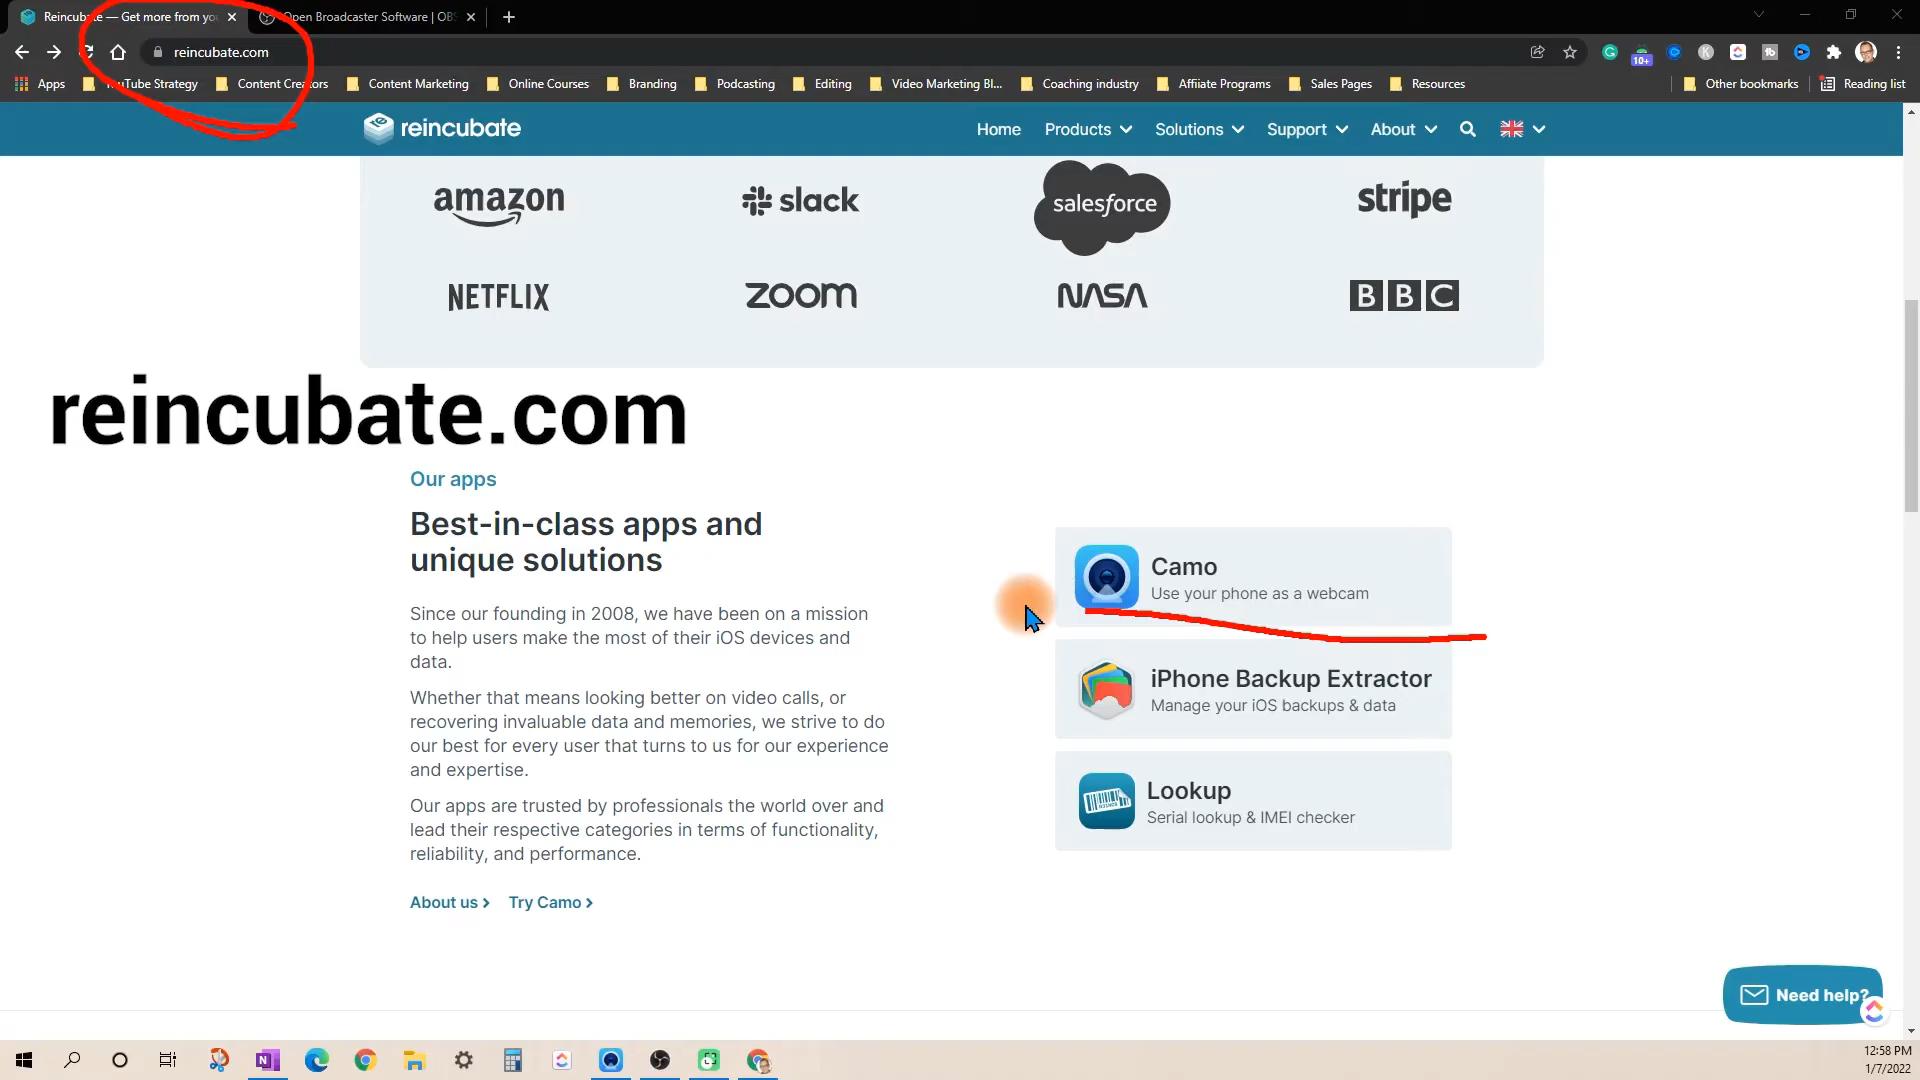 Reincubate — Get more from you
Open Broadcaster Software | OBS
reincubate.com
10+
Apps
YouTube Strategy
Content Creators
Content Marketing
Online Courses
Branding
Podcasting
Editing
Video Marketing Bl...
Coaching industry
Affiate Programs
Sales Pages
Resources
Other bookmarks
Reading list
reincubate
Home
Products
Solutions
Support
About
amazon
slack
salesforce
stripe
NETFLIX
zoom
NASA
BBC
reincubate.com
Our apps
Best-in-class apps and
unique solutions
Since our founding in 2008, we have been on a mission
to help users make the most of their iOS devices and
data.
Whether that means looking better on video calls, or
recovering invaluable data and memories, we strive to do
our best for every user that turns to us for our experience
and expertise.
Our apps are trusted by professionals the world over and
lead their respective categories in terms of functionality,
reliability, and performance.
About us
Try Camo
Camo
Use your phone as a webcam
iPhone Backup Extractor
Manage your iOS backups & data
Lookup
Serial lookup & IMEI checker
Need help?
12:58 PM
1/7/2022